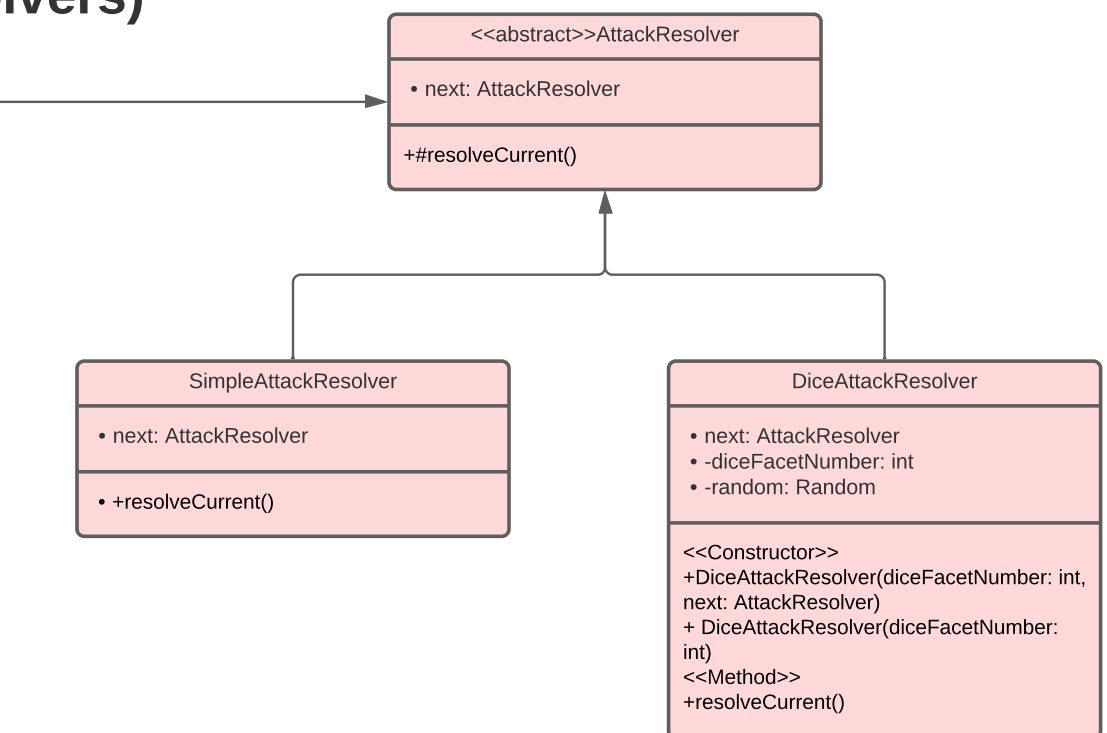 <<abstract>>AttackResolver
• next: AttackResolver
+#resolveCurrent()
SimpleAttackResolver
• next: AttackResolver
• +resolveCurrent()
DiceAttackResolver
• next: AttackResolver
• -diceFacetNumber: int
• -random: Random
<<Constructor>>
+DiceAttackResolver(diceFacetNumber: int,
next: AttackResolver)
+ DiceAttackResolver(diceFacetNumber:
int)
<<Method>>
+resolveCurrent()